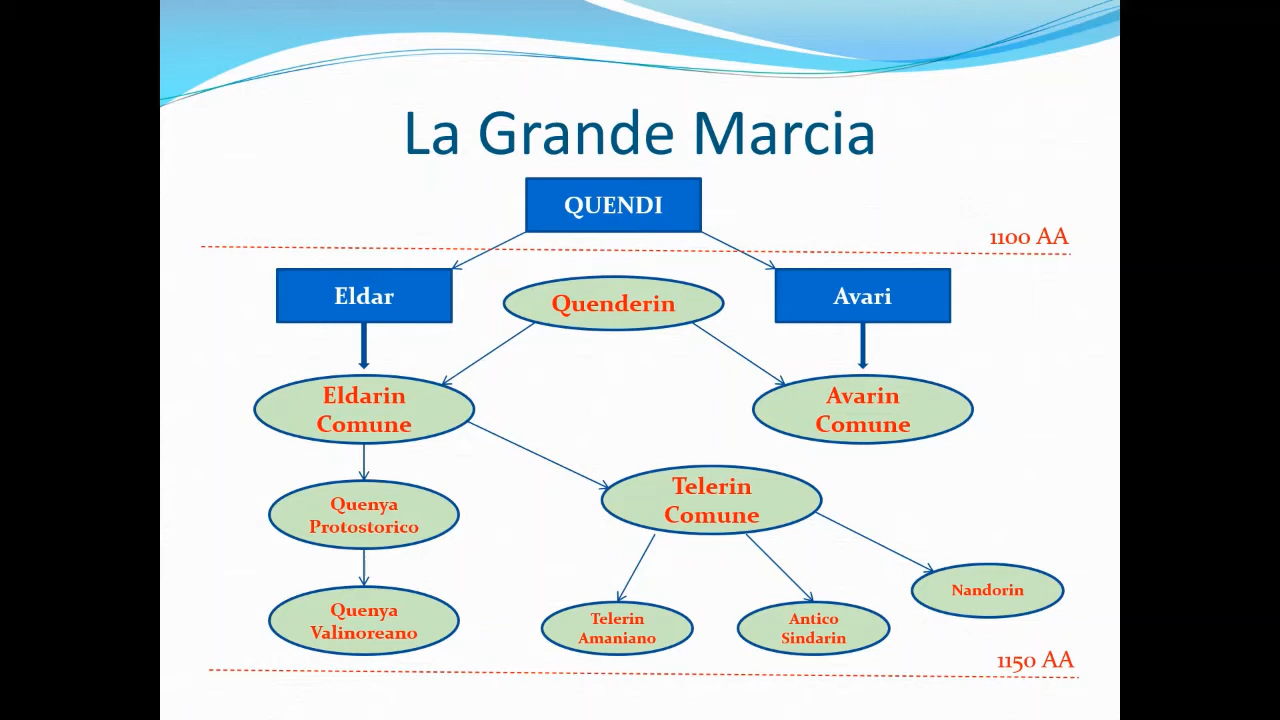 La Grande Marcia
QUENDI
1100 AA
Eldar
Quenderin
Avari
Eldarin
Comune
Avarin
Comune
Telerin
Comune
Quenya
Protostorico
Nandorin
Quenya
Valinoreano
Telerin
Amaniano
Antico
Sindarin
1150 AA